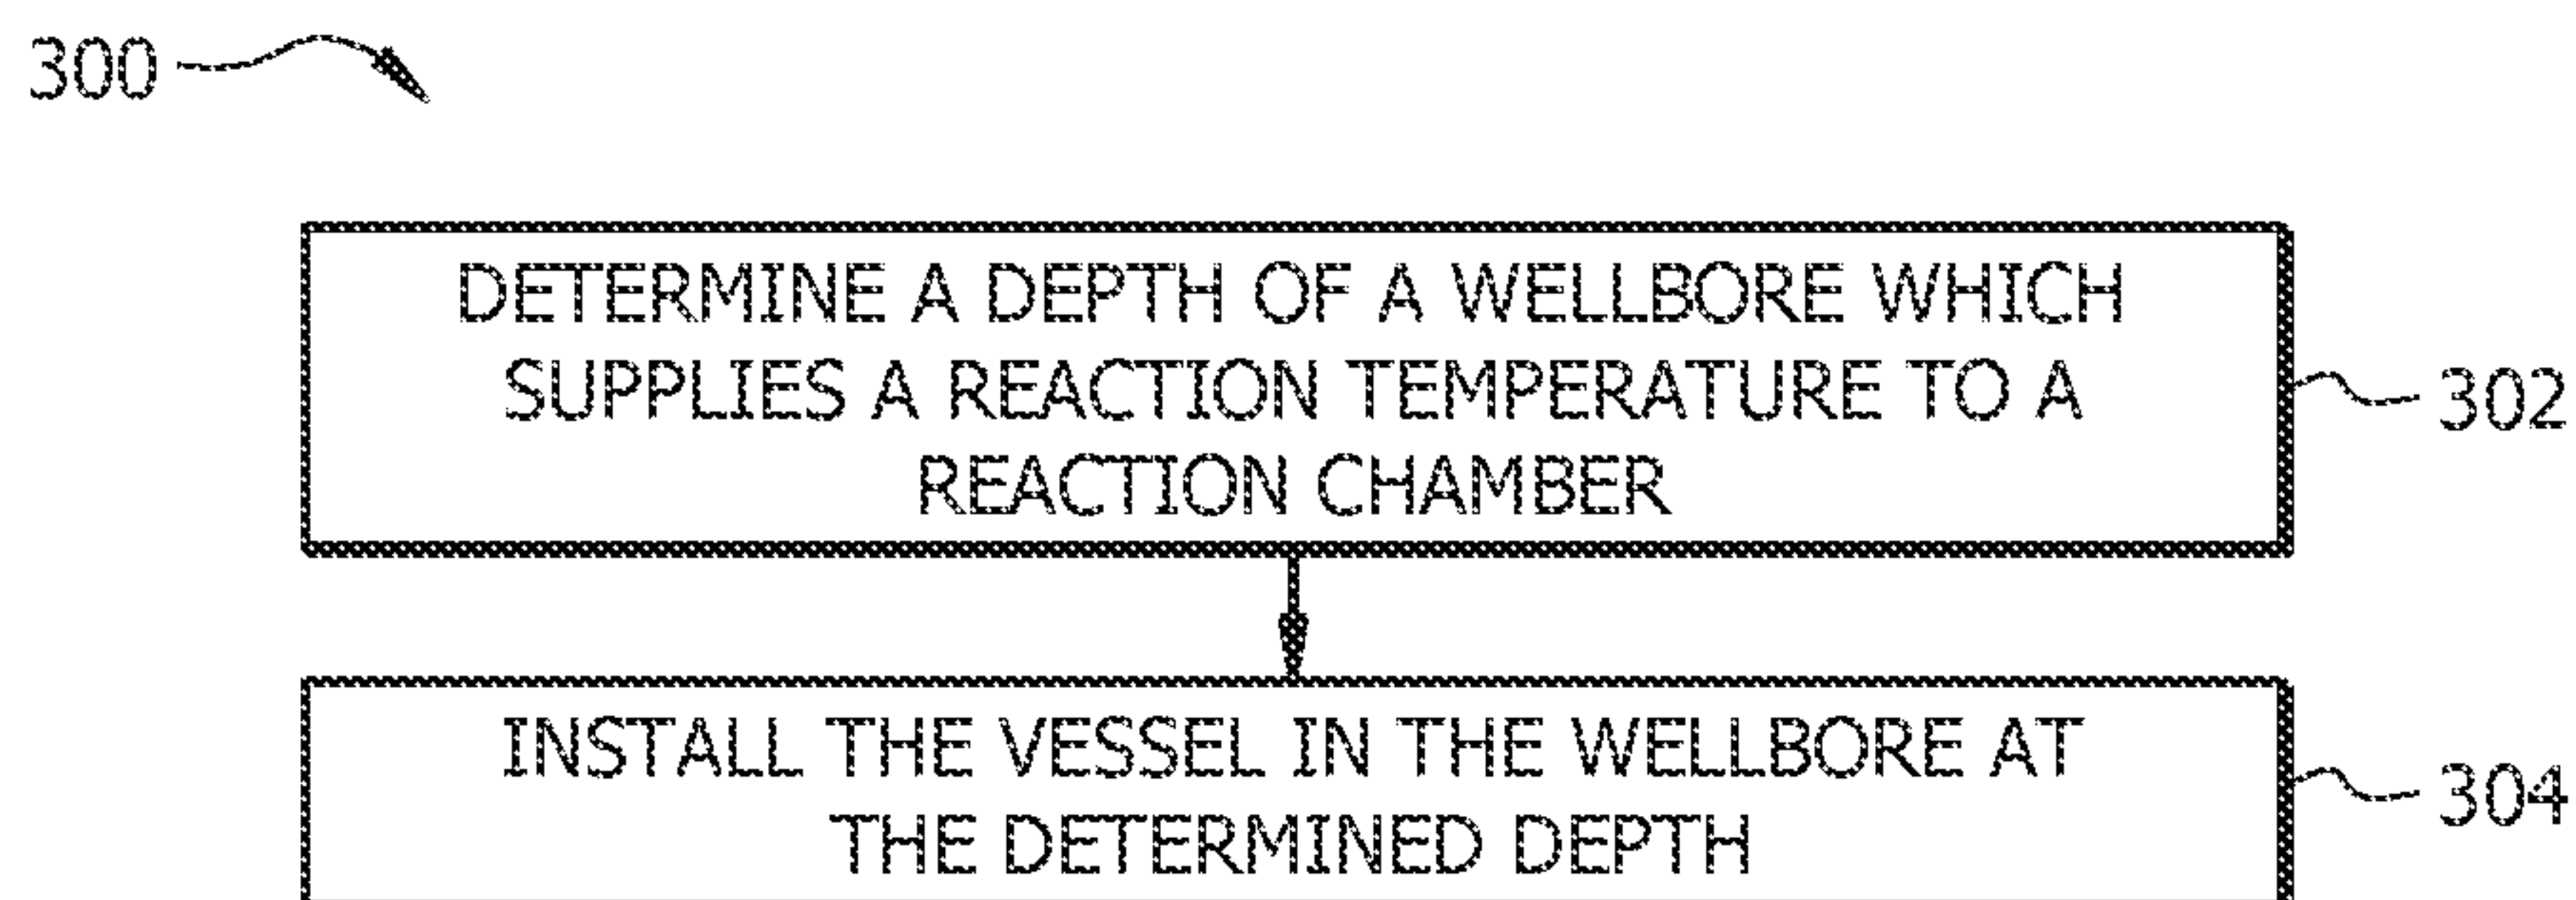 300
DETERMINE A DEPTH OF A WELLBORE WHICH
SUPPLIES A REACTION TEMPERATURE TO A
REACTION CHAMBER
302
INSTALL THE VESSEL IN THE WELLBORE AT
THE DETERMINED DEPTH
304